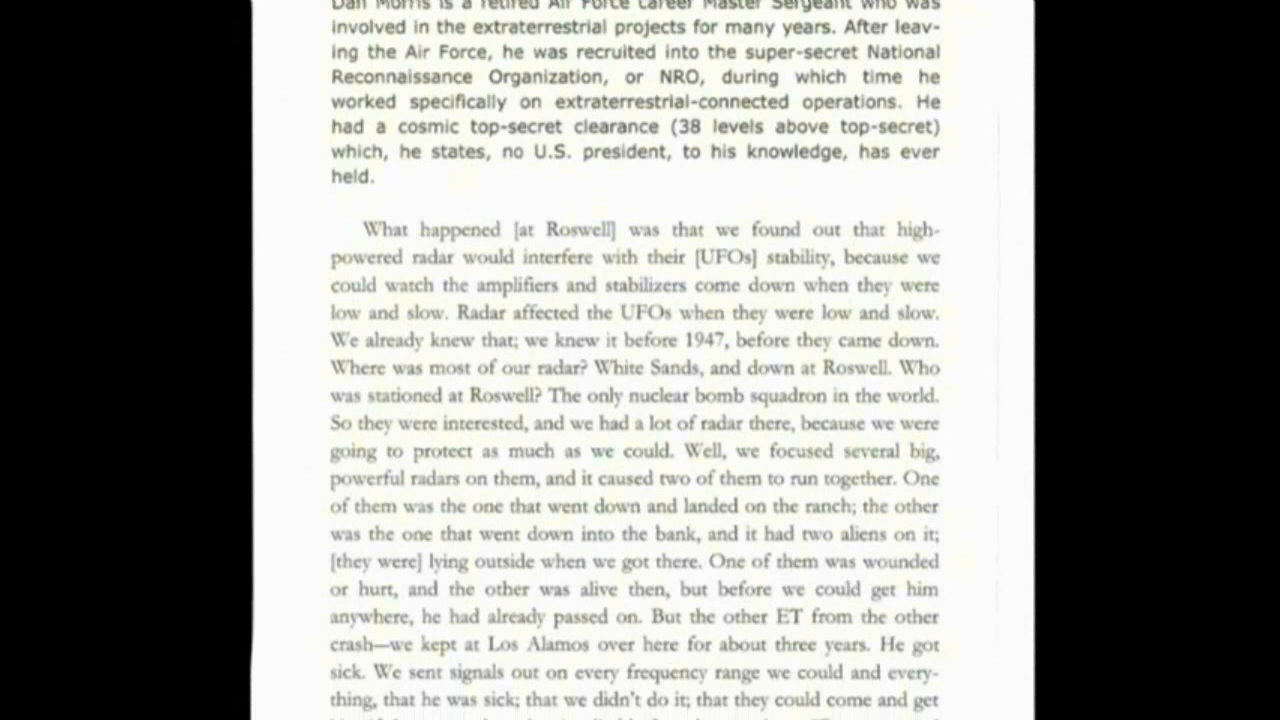 Dan Morris is a retired Air Force Career Master Sergeant who was
involved in the extraterrestrial projects for many years. After leav-
ing the Air Force, he was recruited into the super-secret National
Reconnaissance Organization, or NRO, during which time he
worked specifically on extraterrestrial-connected operations. He
had a cosmic top-secret clearance (38 levels above top-secret)
which, he states, no U.S. president, to his knowledge, has ever
held.
What happened [at Roswell] was that we found out that high-
powered radar would interfere with their [UFOs] stability, because we
could watch the amplifiers and stabilizers come down when they were
low and slow. Radar affected the UFOs when they were low and slow.
We already knew that; we knew it before 1947, before they came down.
Where was most of our radar? White Sands, and down at Roswell. Who
was stationed at Roswell? The only nuclear bomb squadron in the world.
So they were interested, and we had a lot of radar there, because we were
going to protect as much as we could. Well, we focused several big,
powerful radars on them, and it caused two of them to run together. One
of them was the one that went down and landed on the ranch; the other
was the one that went down into the bank, and it had two aliens on it;
[they were] lying outside when we got there. One of them was wounded
or hurt, and the other was alive then, but before we could get him
anywhere, he had already passed on. But the other ET from the other
crash—we kept at Los Alamos over here for about three years. He got
sick. We sent signals out on every frequency range we could and every-
thing, that he was sick; that we didn't do it; that they could come and get